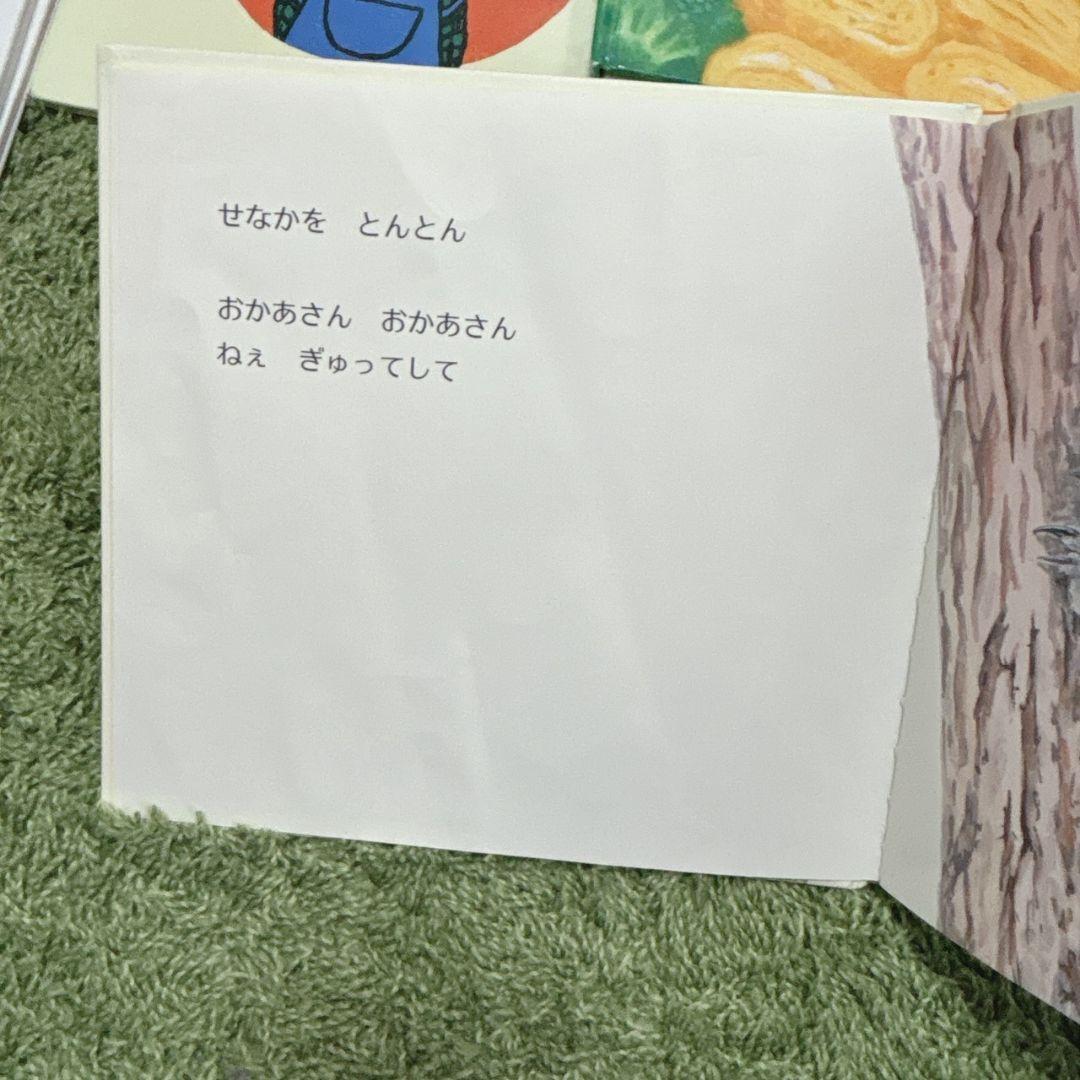 せなかを　とんとん
おかあさん　おかあさん
ねぇ　ぎゅってして